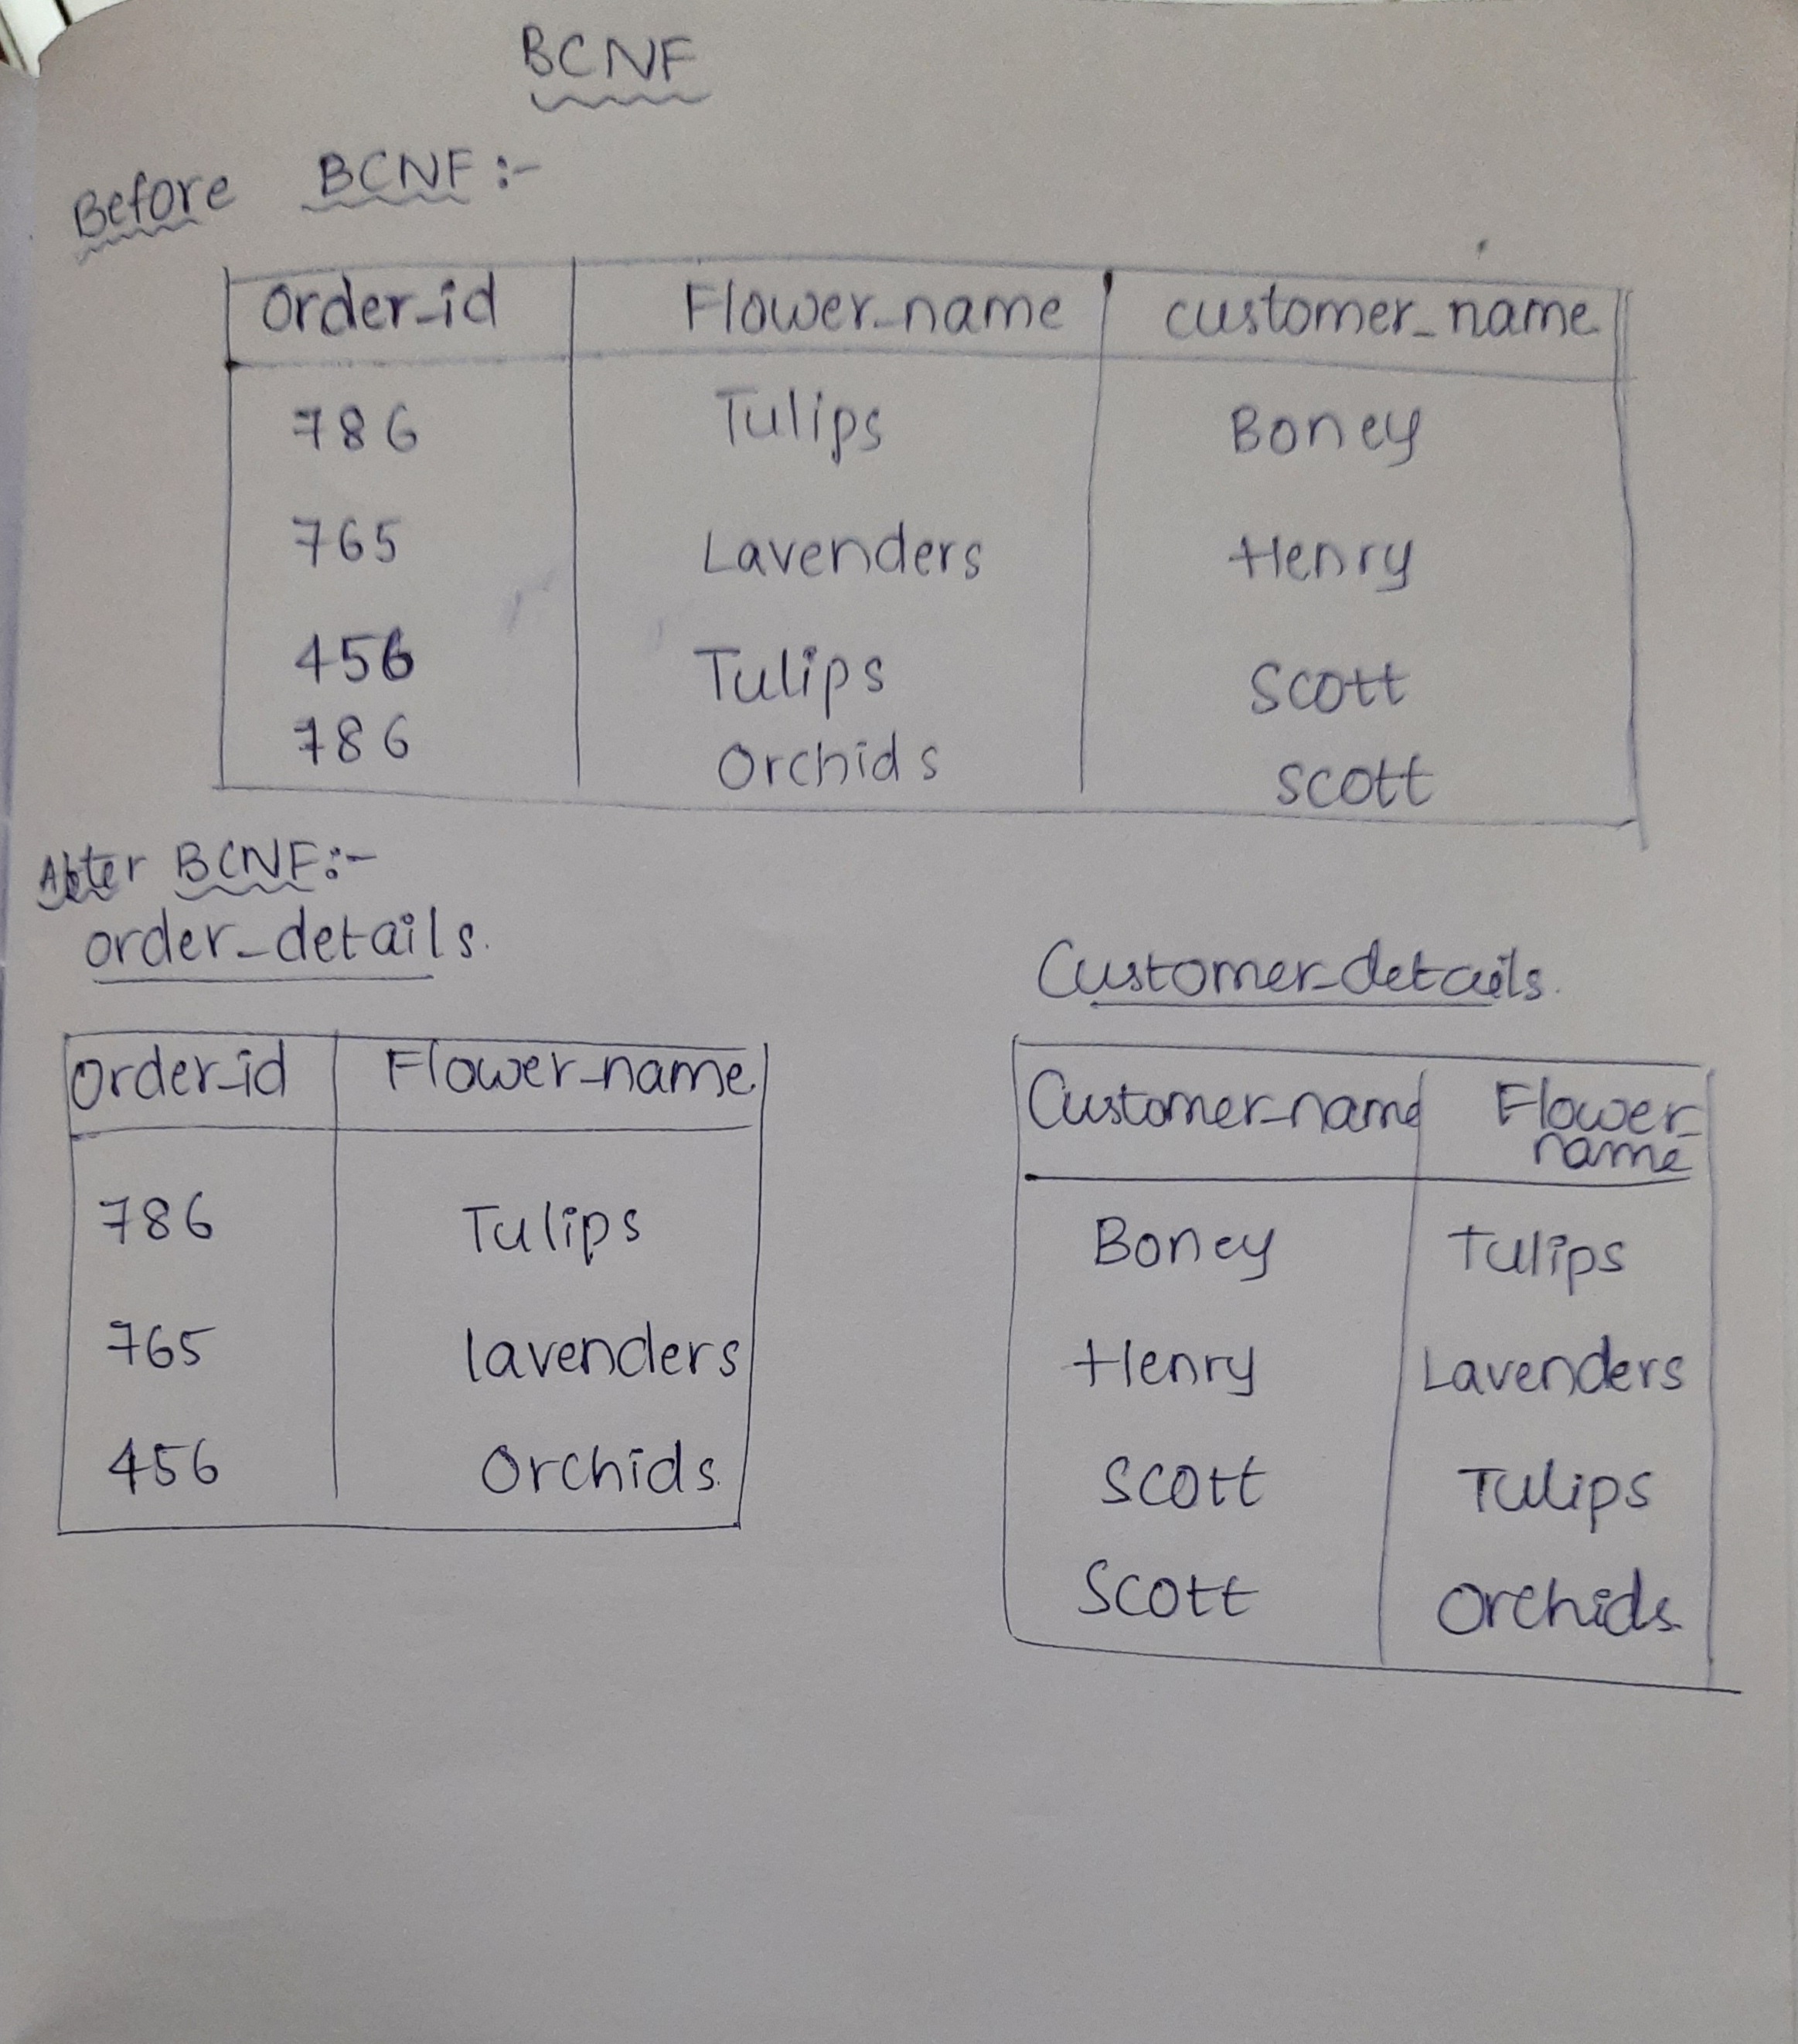 BCNF
Before BCNF :-
Order_id Flower_name customer_name
786 Tulips Boney
765 Lavenders Henry
456 Tulips Scott
786 Orchids Scott
After BCNF:-
order_details.
Customer_details.
Order_id Flower_name
786 Tulips
765 lavenders
456 Orchids.
Customer_name Flower_
name
Boney Tulips
Henry Lavenders
Scott Tulips
Scott Orchids.